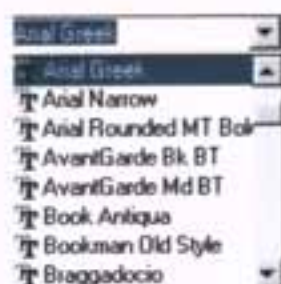 Arial Greek
Arial Greek
Arial Narrow
Arial Rounded MT Bol
AvantGarde Bk BT
AvantGarde Md BT
Book Antiqua
Bookman Old Style
Braggadocio